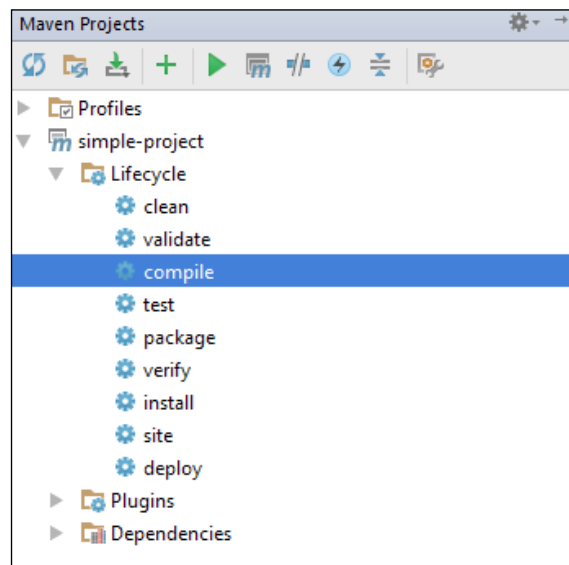 Maven Projects
Profiles
simple-project
Lifecycle
clean
validate
compile
test
package
verify
install
site
deploy
Plugins
Dependencies